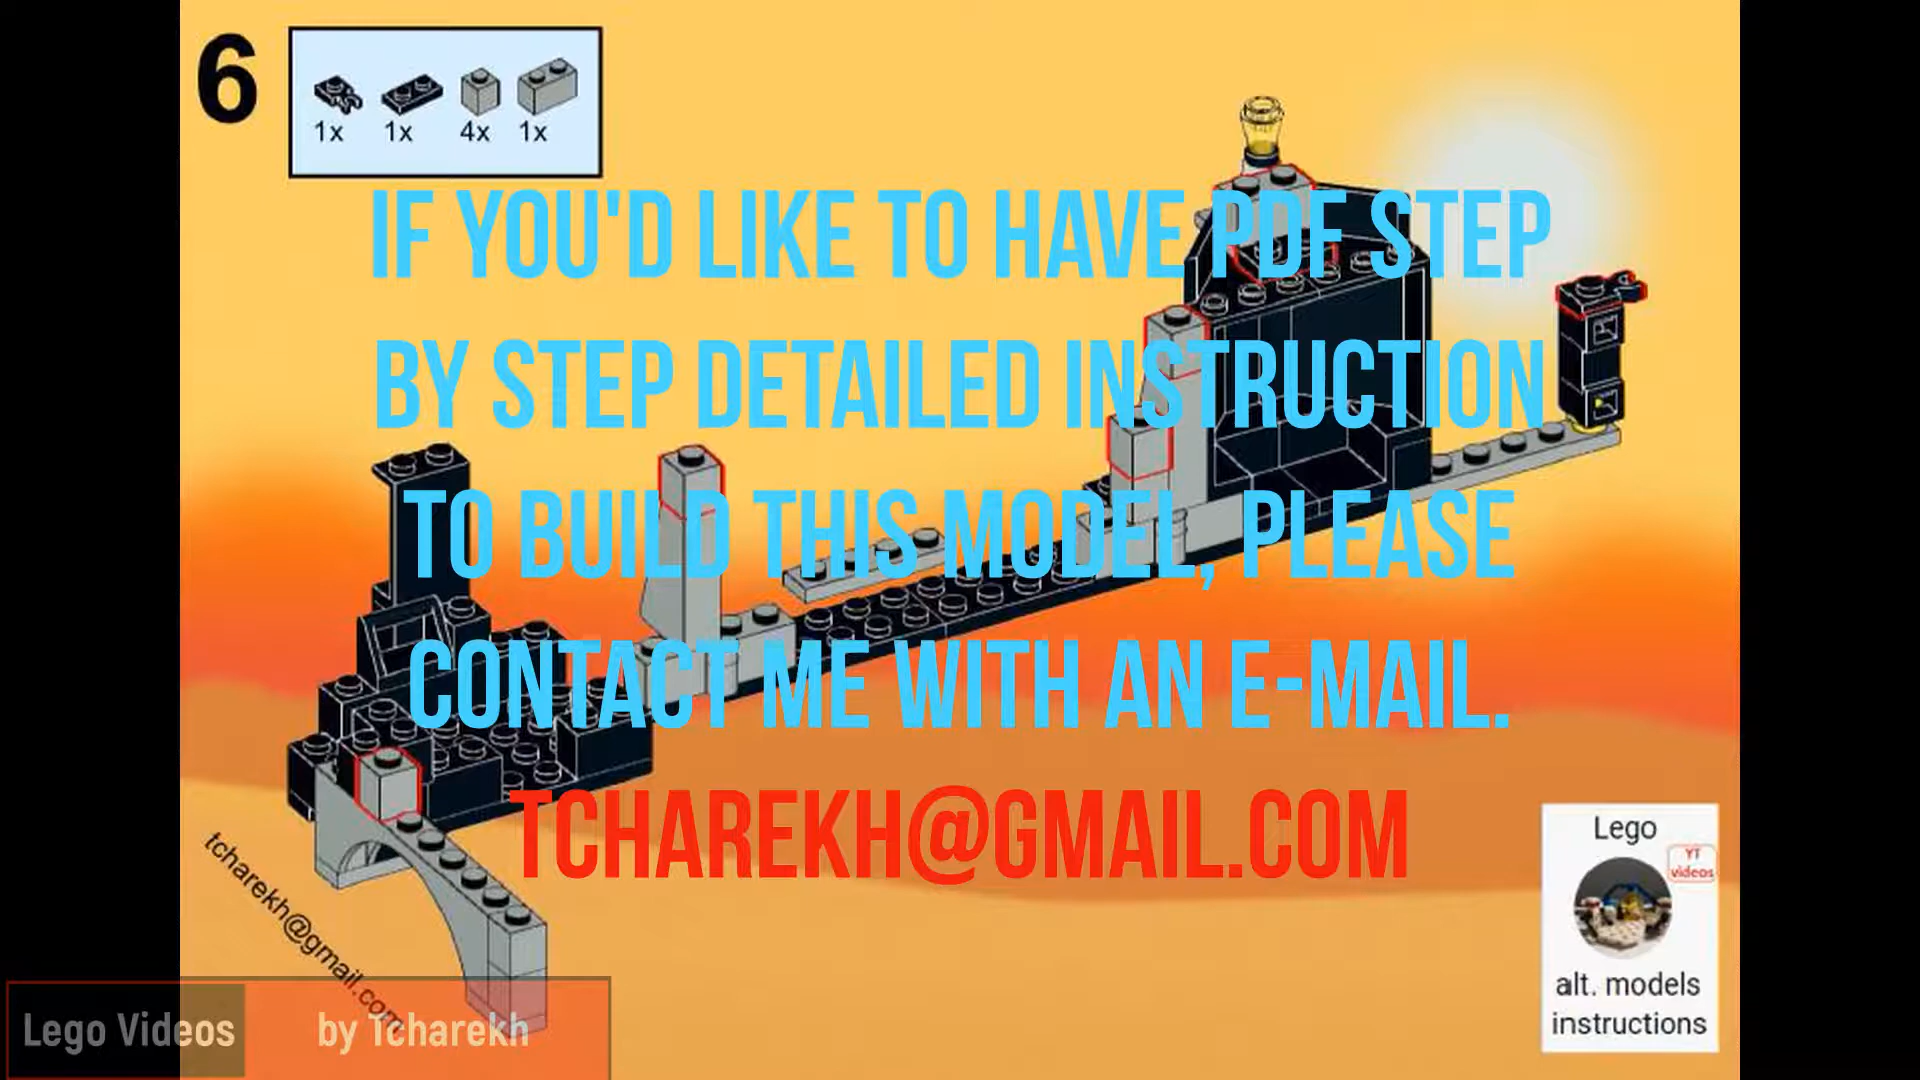 6
1x 1x 4x 1x
IF YOU'D LIKE TO HAVE PDF STEP
BY STEP DETAILED INSTRUCTION
TO BUILD THIS MODEL, PLEASE
CONTACT ME WITH AN E-MAIL.
TCHAREKH@GMAIL.COM
tcharekh@gmail.com
Lego
YT
videos
alt. models
instructions
Lego Videos by Tcharekh